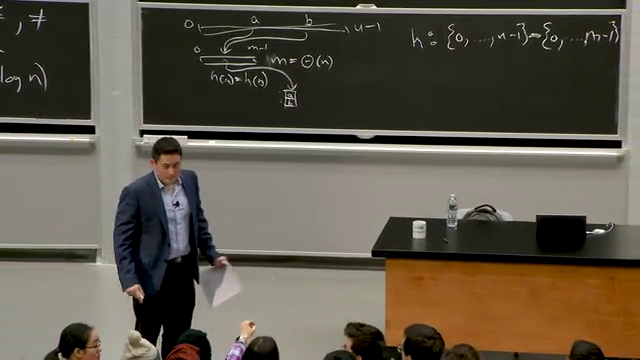 , ≠
log n)
0 a b u-1
0 m-1 m = Θ(n)
h(a) = h(b)
a
b
h: {0, ..., u-1} → {0, ..., m-1}